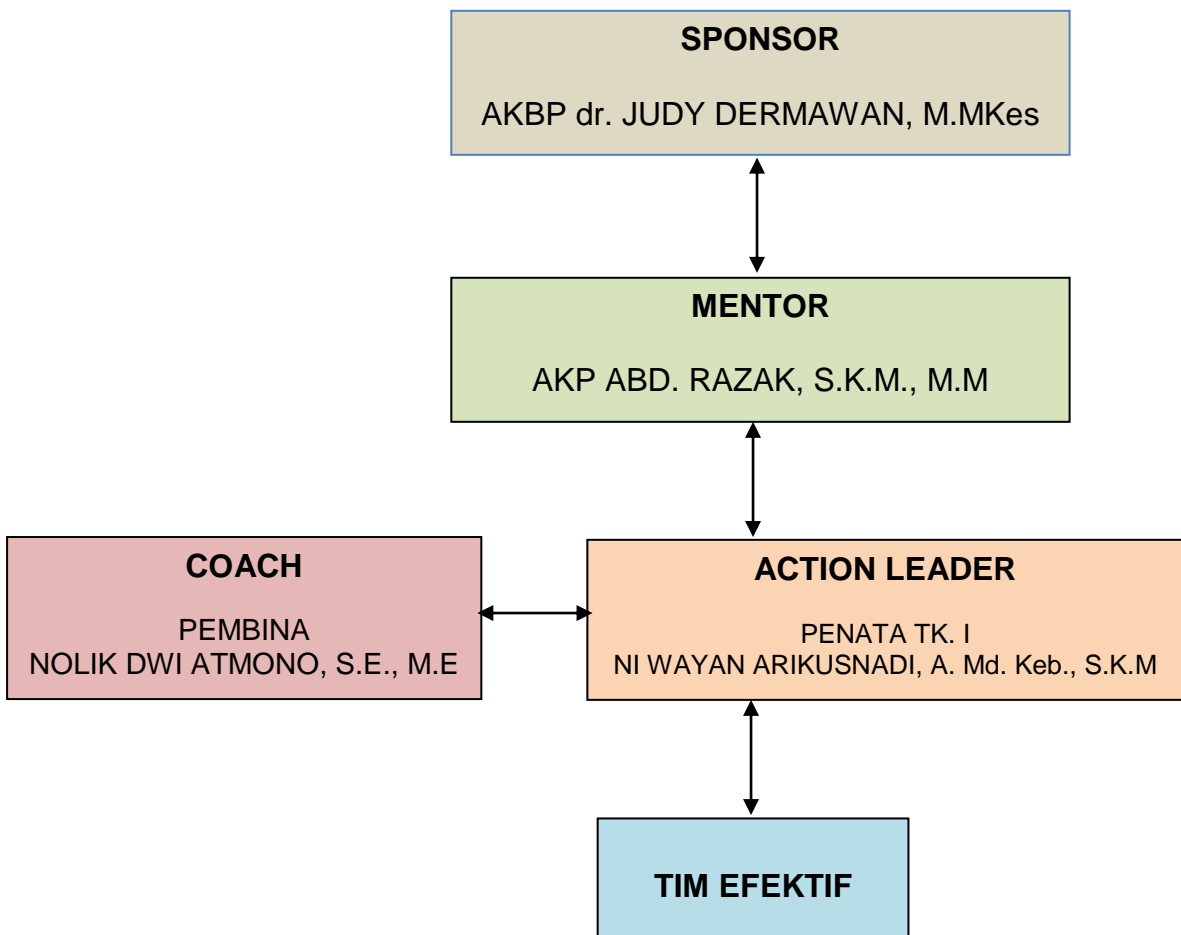 SPONSOR
AKBP dr. JUDY DERMAWAN, M.MKes
MENTOR
AKP ABD. RAZAK, S.K.M., M.M
COACH
PEMBINA
NOLIK DWI ATMONO, S.E., M.E
ACTION LEADER
PENATA TK. I
NI WAYAN ARIKUSNADI, A. Md. Keb., S.K.M
TIM EFEKTIF